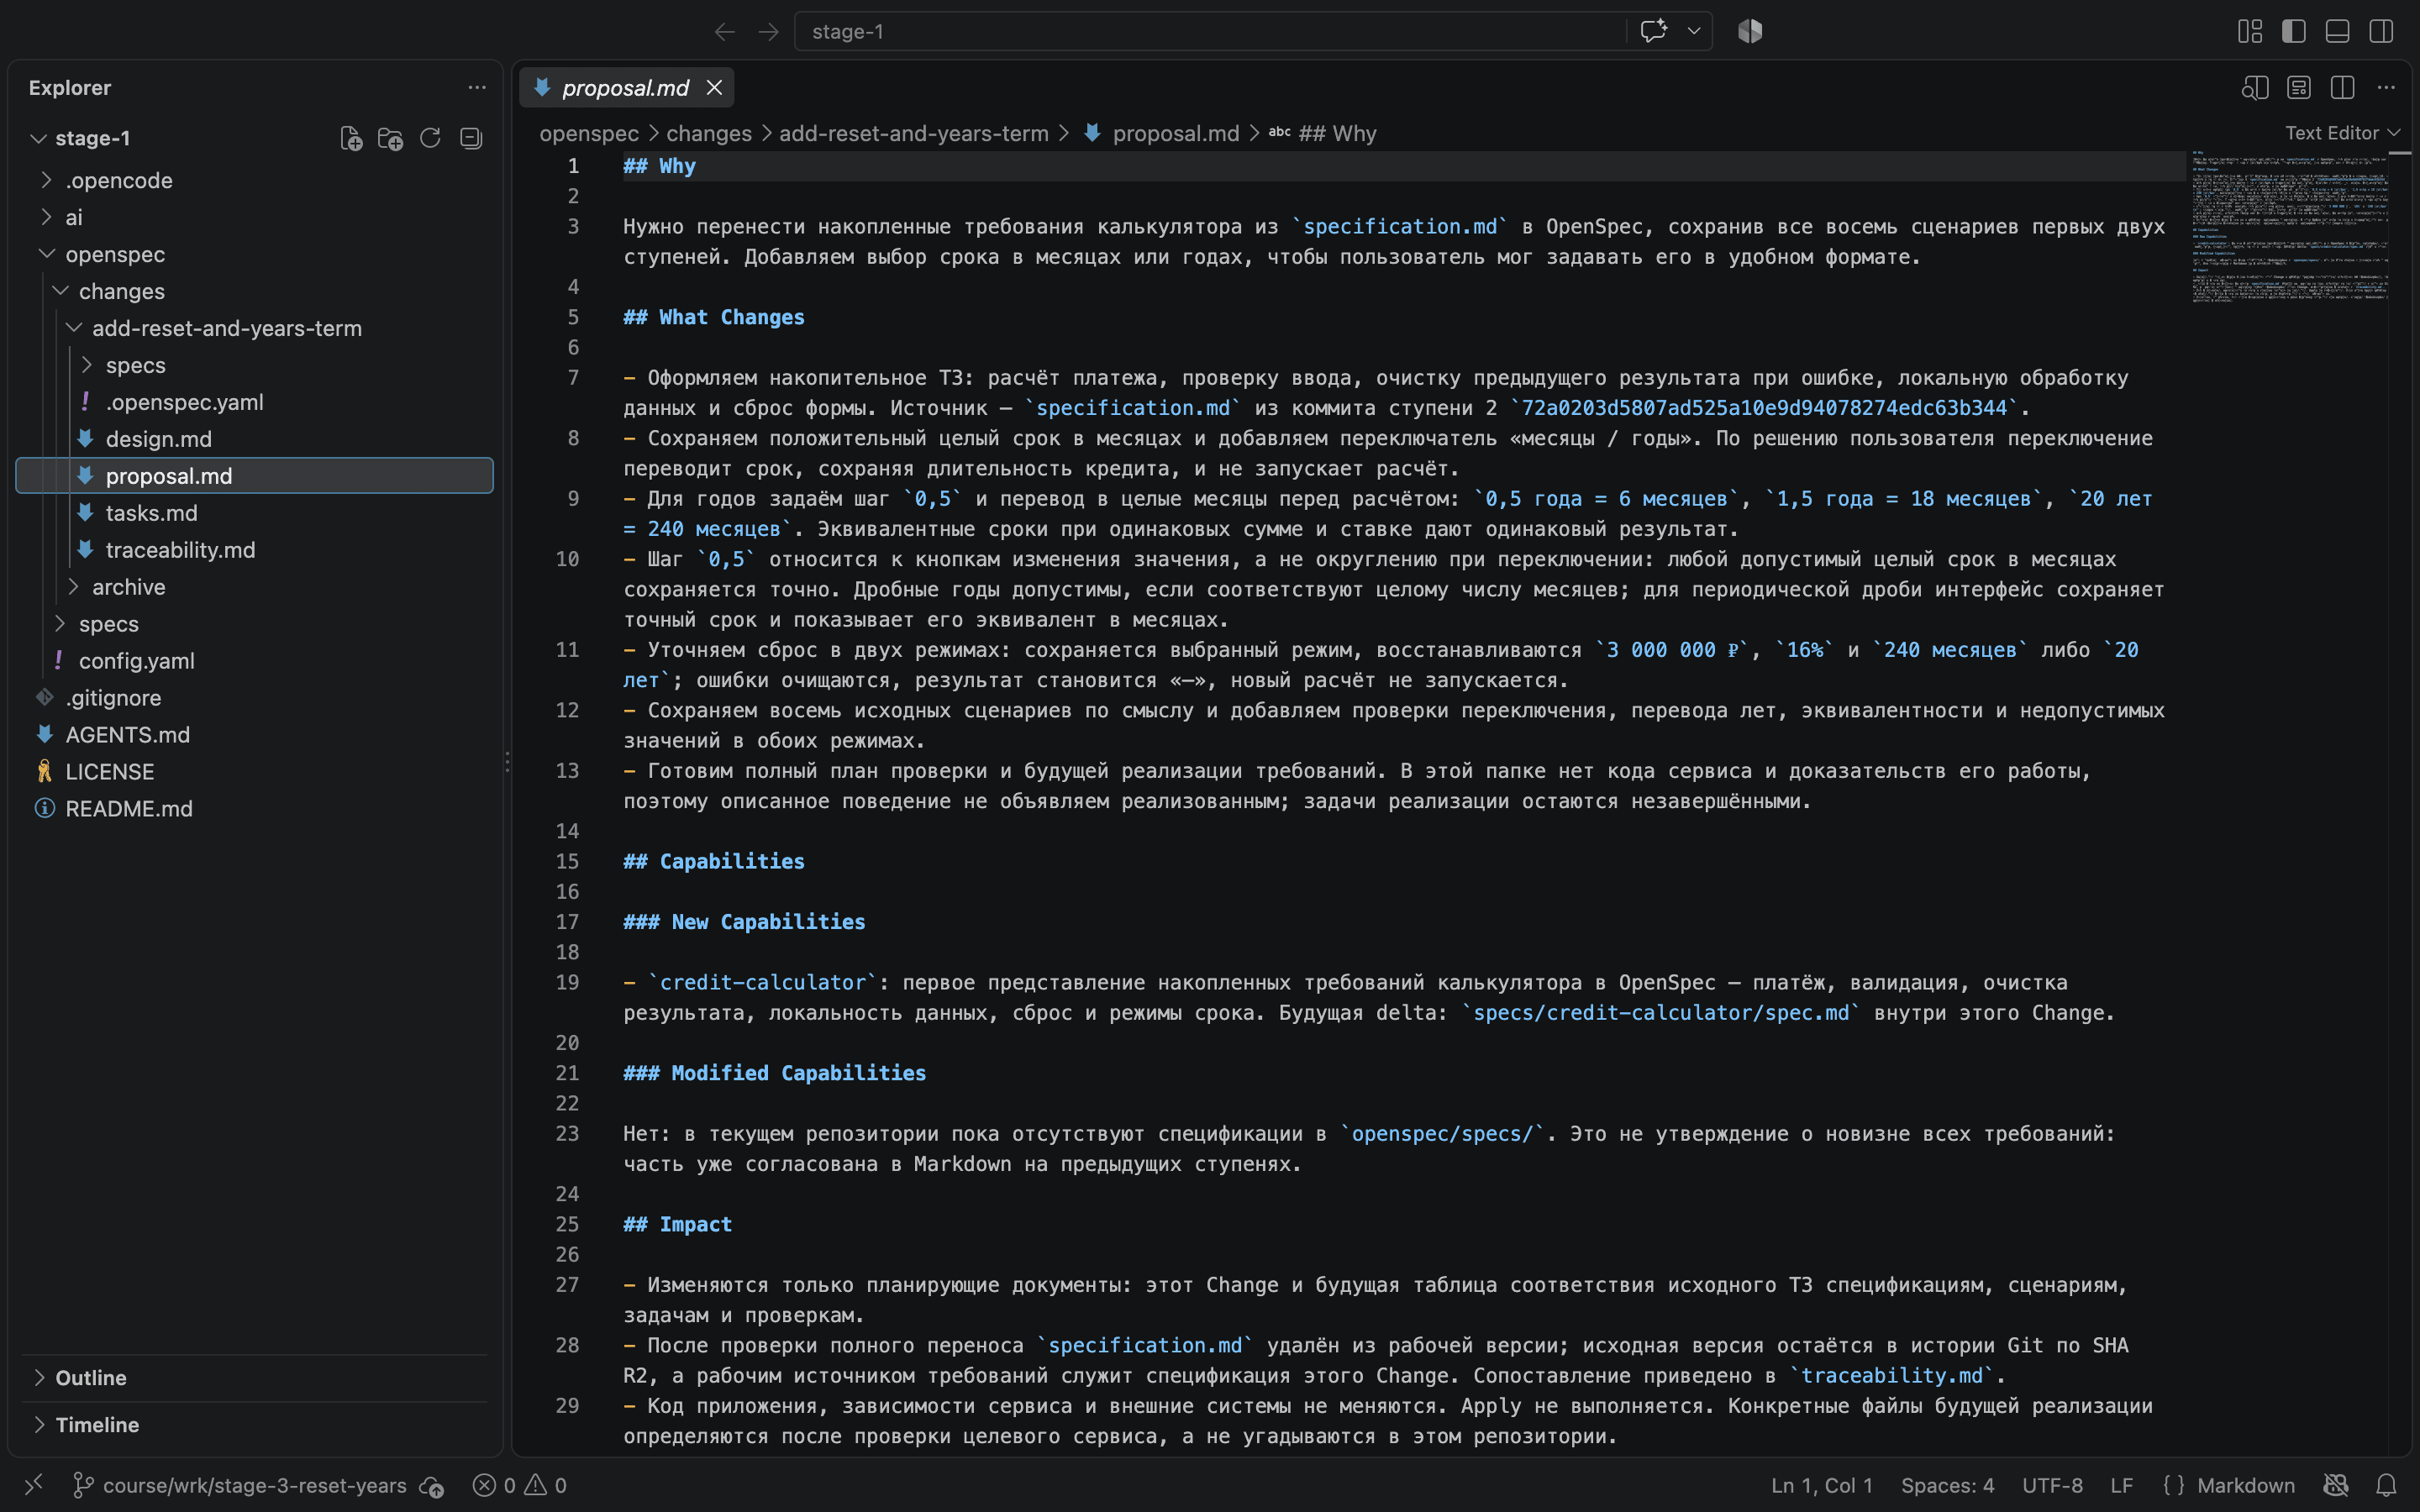 stage-1
Explorer
stage-1
.opencode
ai
openspec
changes
add-reset-and-years-term
specs
.openspec.yaml
design.md
proposal.md
tasks.md
traceability.md
archive
specs
config.yaml
.gitignore
AGENTS.md
LICENSE
README.md
Outline
Timeline
proposal.md
openspec > changes > add-reset-and-years-term > proposal.md > abc ## Why
Text Editor
1 ## Why
2
3 Нужно перенести накопленные требования калькулятора из `specification.md` в OpenSpec, сохранив все восемь сценариев первых двух
ступеней. Добавляем выбор срока в месяцах или годах, чтобы пользователь мог задавать его в удобном формате.
4
5 ## What Changes
6
7 - Оформляем накопительное ТЗ: расчёт платежа, проверку ввода, очистку предыдущего результата при ошибке, локальную обработку
данных и сброс формы. Источник — `specification.md` из коммита ступени 2 `72a0203d5807ad525a10e9d94078274edc63b344`.
8 - Сохраняем положительный целый срок в месяцах и добавляем переключатель «месяцы / годы». По решению пользователя переключение
переводит срок, сохраняя длительность кредита, и не запускает расчёт.
9 - Для годов задаём шаг `0,5` и перевод в целые месяцы перед расчётом: `0,5 года = 6 месяцев`, `1,5 года = 18 месяцев`, `20 лет
= 240 месяцев`. Эквивалентные сроки при одинаковых сумме и ставке дают одинаковый результат.
10 - Шаг `0,5` относится к кнопкам изменения значения, а не округлению при переключении: любой допустимый целый срок в месяцах
сохраняется точно. Дробные годы допустимы, если соответствуют целому числу месяцев; для периодической дроби интерфейс сохраняет
точный срок и показывает его эквивалент в месяцах.
11 - Уточняем сброс в двух режимах: сохраняется выбранный режим, восстанавливаются `3 000 000 ₽`, `16%` и `240 месяцев` либо `20
лет`; ошибки очищаются, результат становится «—», новый расчёт не запускается.
12 - Сохраняем восемь исходных сценариев по смыслу и добавляем проверки переключения, перевода лет, эквивалентности и недопустимых
значений в обоих режимах.
13 - Готовим полный план проверки и будущей реализации требований. В этой папке нет кода сервиса и доказательств его работы,
поэтому описанное поведение не объявляем реализованным; задачи реализации остаются незавершёнными.
14
15 ## Capabilities
16
17 ### New Capabilities
18
19 - `credit-calculator`: первое представление накопленных требований калькулятора в OpenSpec — платёж, валидация, очистка
результата, локальность данных, сброс и режимы срока. Будущая delta: `specs/credit-calculator/spec.md` внутри этого Change.
20
21 ### Modified Capabilities
22
23 Нет: в текущем репозитории пока отсутствуют спецификации в `openspec/specs/`. Это не утверждение о новизне всех требований:
часть уже согласована в Markdown на предыдущих ступенях.
24
25 ## Impact
26
27 - Изменяются только планирующие документы: этот Change и будущая таблица соответствия исходного ТЗ спецификациям, сценариям,
задачам и проверкам.
28 - После проверки полного переноса `specification.md` удалён из рабочей версии; исходная версия остаётся в истории Git по SHA
R2, а рабочим источником требований служит спецификация этого Change. Сопоставление приведено в `traceability.md`.
29 - Код приложения, зависимости сервиса и внешние системы не меняются. Apply не выполняется. Конкретные файлы будущей реализации
определяются после проверки целевого сервиса, а не угадываются в этом репозитории.
course/wrk/stage-3-reset-years 0 0
Ln 1, Col 1 Spaces: 4 UTF-8 LF {} Markdown